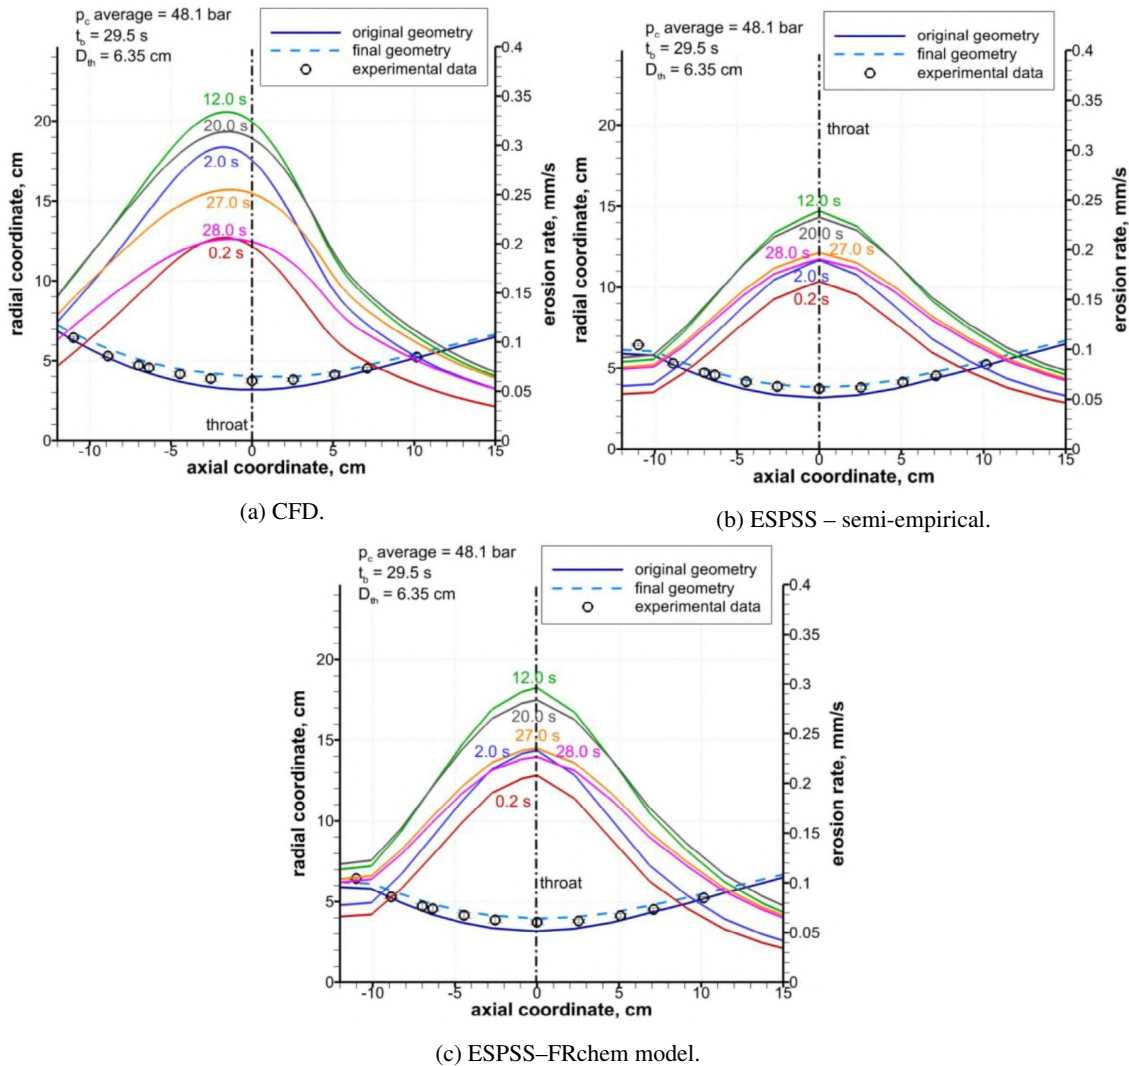 p_c average = 48.1 bar
t_b = 29.5 s
D_th = 6.35 cm
original geometry
final geometry
experimental data
0.4
0.35
0.3
0.25
0.2
0.15
0.1
0.05
0
erosion rate, mm/s
20
15
10
5
0
radial coordinate, cm
12.0 s
20.0 s
2.0 s
27.0 s
28.0 s
0.2 s
throat
-10
-5
0
5
10
15
axial coordinate, cm
(a) CFD.
p_c average = 48.1 bar
t_b = 29.5 s
D_th = 6.35 cm
original geometry
final geometry
experimental data
0.4
0.35
0.3
0.25
0.2
0.15
0.1
0.05
0
erosion rate, mm/s
throat
20
15
10
5
0
radial coordinate, cm
12.0 s
20.0 s
28.0 s
27.0 s
2.0 s
0.2 s
-10
-5
0
5
10
15
axial coordinate, cm
(b) ESPSS – semi-empirical.
p_c average = 48.1 bar
t_b = 29.5 s
D_th = 6.35 cm
original geometry
final geometry
experimental data
0.4
0.35
0.3
0.25
0.2
0.15
0.1
0.05
0
erosion rate, mm/s
20
15
10
5
0
radial coordinate, cm
12.0 s
20.0 s
27.0 s
2.0 s
28.0 s
0.2 s
throat
-10
-5
0
5
10
15
axial coordinate, cm
(c) ESPSS–FRchem model.